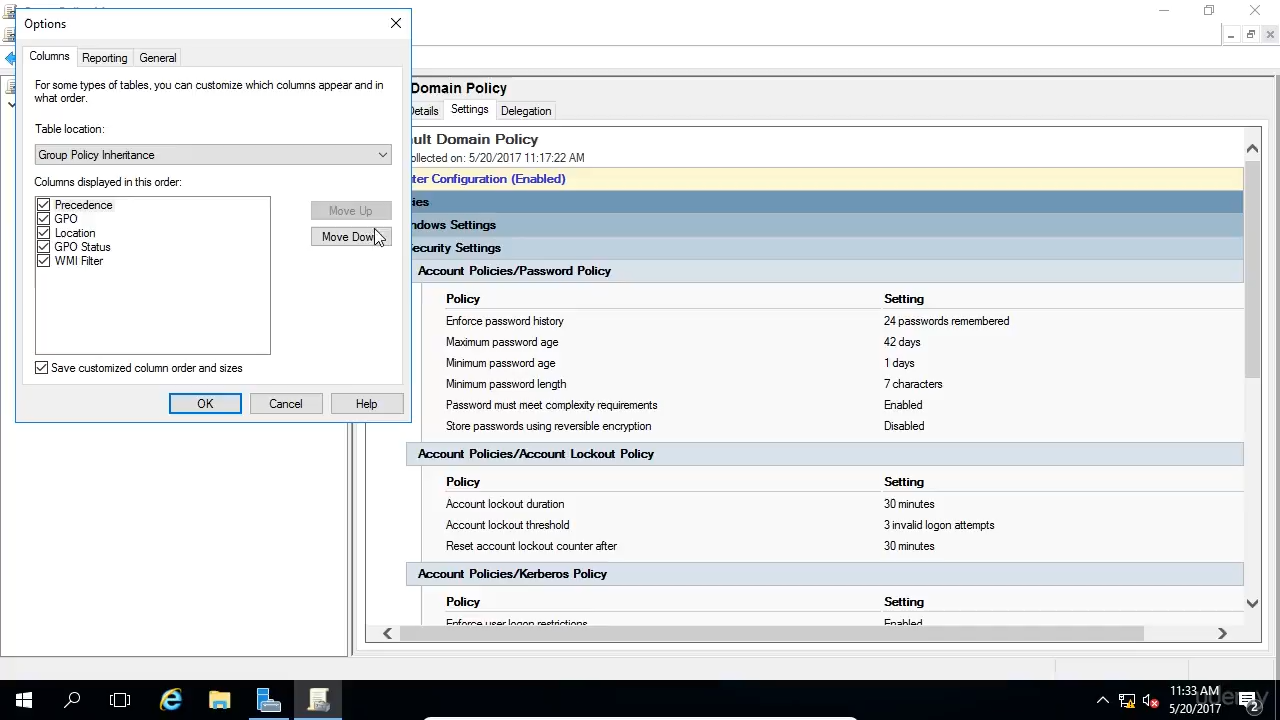 Options
Columns
Reporting
General
For some types of tables, you can customize which columns appear and in
what order.
Table location:
Group Policy Inheritance
Columns displayed in this order:
Precedence
GPO
Location
GPO Status
WMI Filter
Move Up
Move Dow
Save customized column order and sizes
OK
Cancel
Help
Domain Policy
Details
Settings
Delegation
ult Domain Policy
ollected on: 5/20/2017 11:17:22 AM
ter Configuration (Enabled)
ies
ndows Settings
ecurity Settings
Account Policies/Password Policy
Policy Setting
Enforce password history 24 passwords remembered
Maximum password age 42 days
Minimum password age 1 days
Minimum password length 7 characters
Password must meet complexity requirements Enabled
Store passwords using reversible encryption Disabled
Account Policies/Account Lockout Policy
Policy Setting
Account lockout duration 30 minutes
Account lockout threshold 3 invalid logon attempts
Reset account lockout counter after 30 minutes
Account Policies/Kerberos Policy
Policy Setting
Enforce user logon restrictions Enabled
11:33 AM
5/20/2017
2
udemy